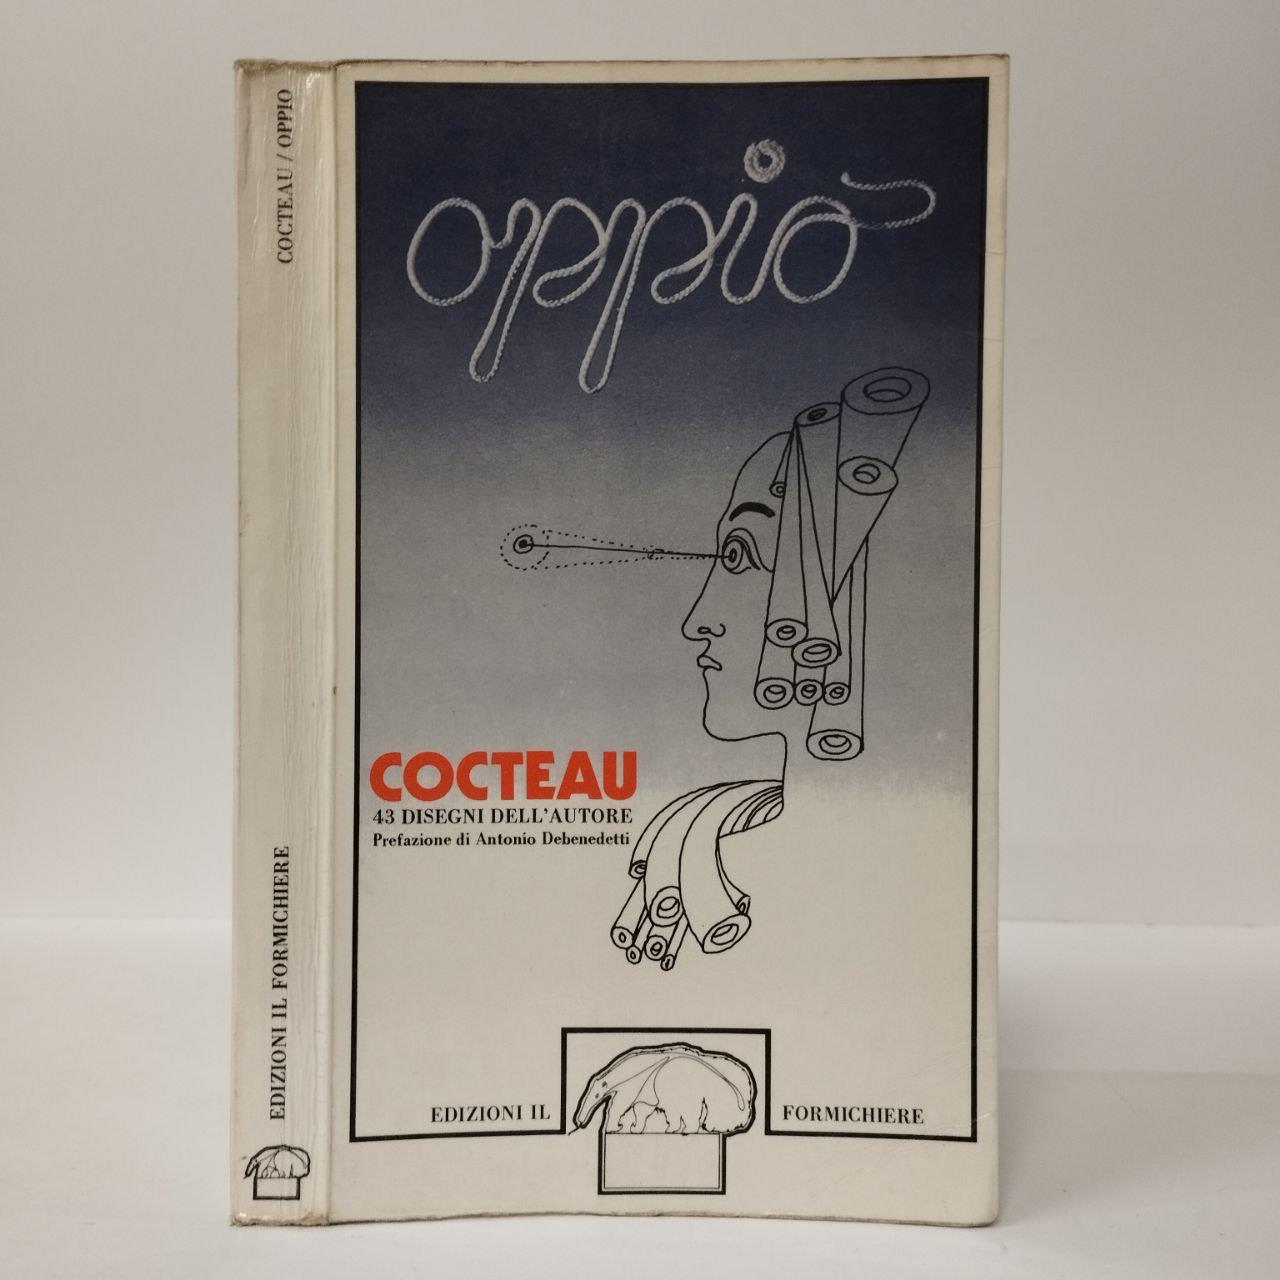 COCTEAU / OPPIO
EDIZIONI IL FORMICHIERE
oppio
COCTEAU
43 DISEGNI DELL'AUTORE
Prefazione di Antonio Debenedetti
EDIZIONI IL FORMICHIERE